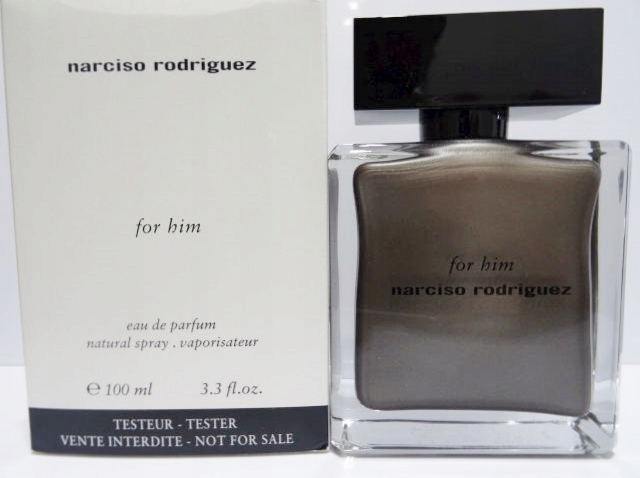 narciso rodriguez
for him
eau de parfum
natural spray . vaporisateur
℮ 100 ml 3.3 fl.oz.
TESTEUR - TESTER
VENTE INTERDITE - NOT FOR SALE
for him
narciso rodriguez